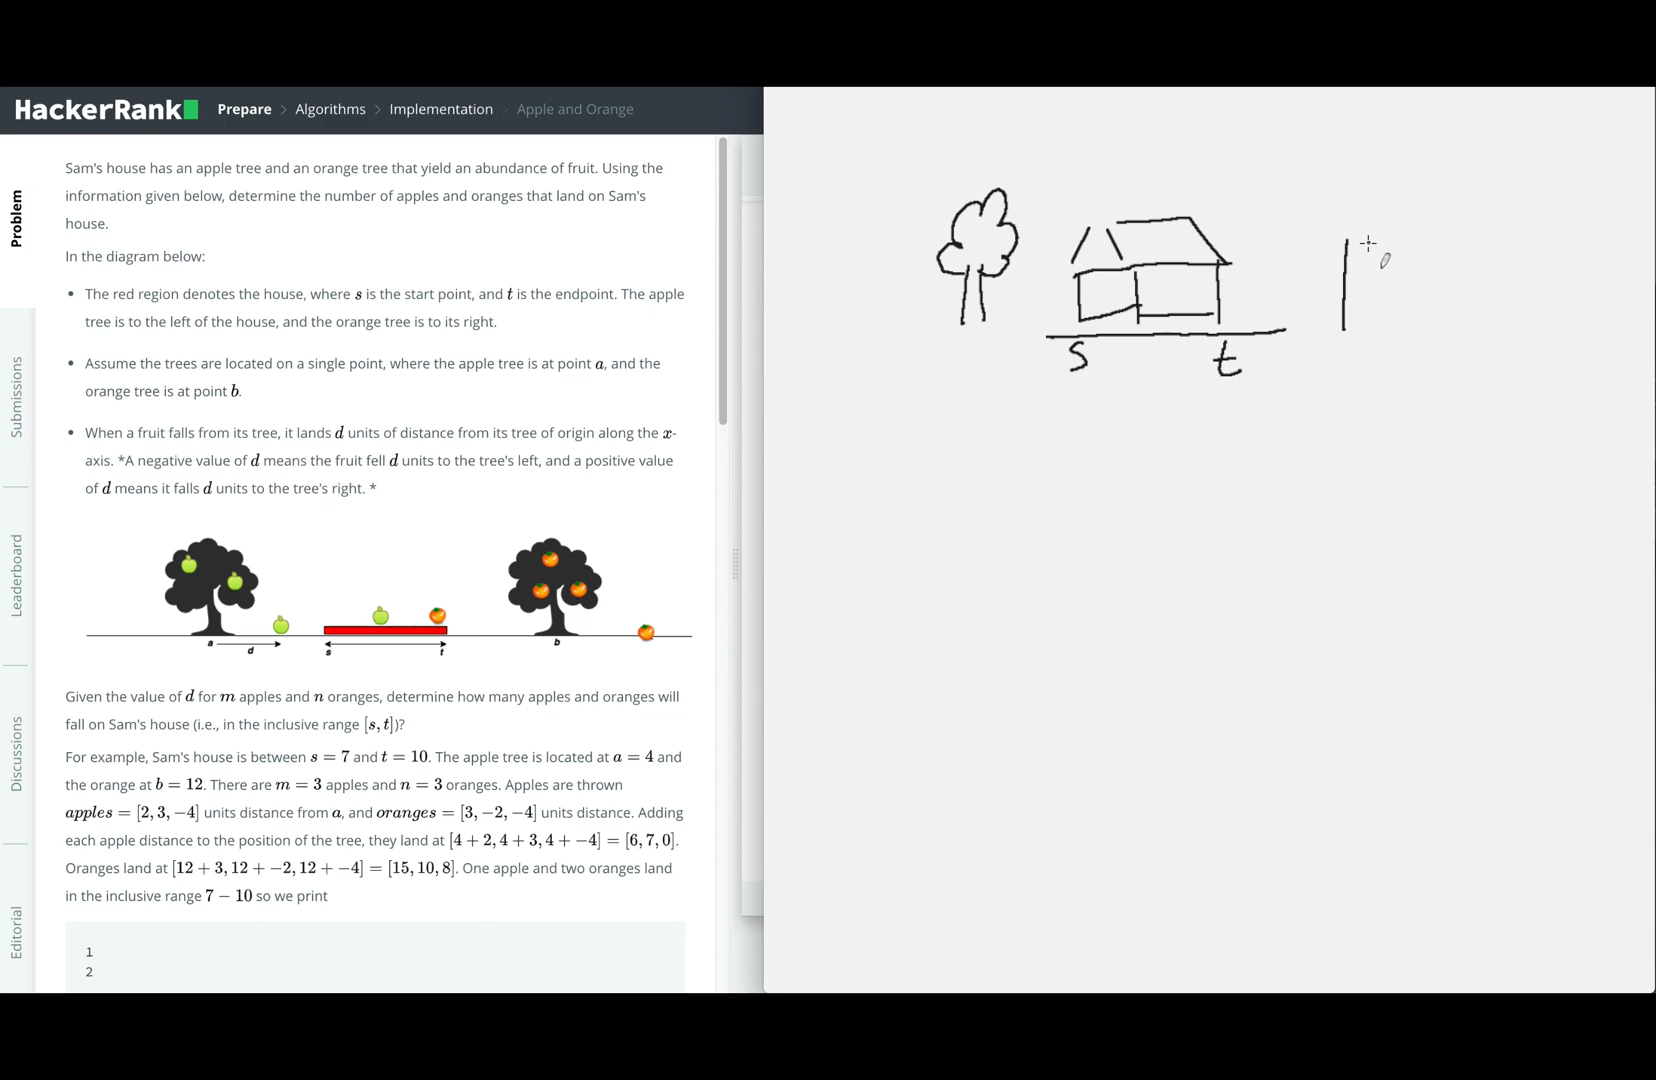 HackerRank Prepare > Algorithms > Implementation > Apple and Orange
Problem
Submissions
Leaderboard
Discussions
Editorial
Sam's house has an apple tree and an orange tree that yield an abundance of fruit. Using the
information given below, determine the number of apples and oranges that land on Sam's
house.
In the diagram below:
• The red region denotes the house, where s is the start point, and t is the endpoint. The apple
tree is to the left of the house, and the orange tree is to its right.
• Assume the trees are located on a single point, where the apple tree is at point a, and the
orange tree is at point b.
• When a fruit falls from its tree, it lands d units of distance from its tree of origin along the x-
axis. *A negative value of d means the fruit fell d units to the tree's left, and a positive value
of d means it falls d units to the tree's right. *
a d s t b
Given the value of d for m apples and n oranges, determine how many apples and oranges will
fall on Sam's house (i.e., in the inclusive range [s, t])?
For example, Sam's house is between s = 7 and t = 10. The apple tree is located at a = 4 and
the orange at b = 12. There are m = 3 apples and n = 3 oranges. Apples are thrown
apples = [2, 3, −4] units distance from a, and oranges = [3, −2, −4] units distance. Adding
each apple distance to the position of the tree, they land at [4 + 2, 4 + 3, 4 + −4] = [6, 7, 0].
Oranges land at [12 + 3, 12 + −2, 12 + −4] = [15, 10, 8]. One apple and two oranges land
in the inclusive range 7 − 10 so we print
1
2
s t